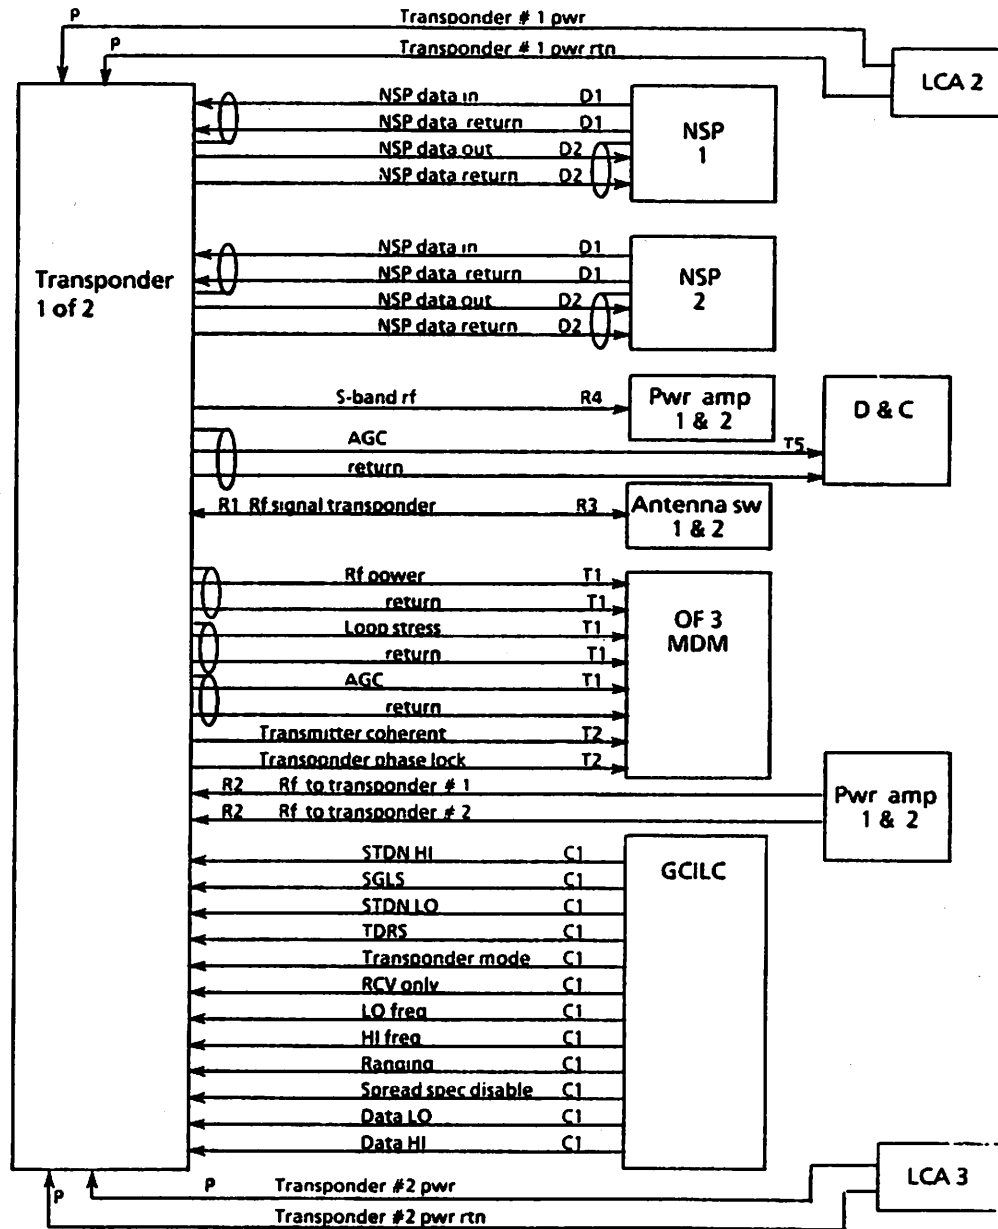 P Transponder # 1 pwr
P Transponder # 1 pwr rtn
LCA 2
NSP data in D1
NSP data return D1
NSP data out D2
NSP data return D2
NSP
1
NSP data in D1
NSP data return D1
NSP data out D2
NSP data return D2
NSP
2
Transponder
1 of 2
S-band rf R4
Pwr amp
1 & 2
D & C
AGC T5
return
R1 Rf signal transponder R3
Antenna sw
1 & 2
Rf power T1
return T1
Loop stress T1
return T1
AGC T1
return
Transmitter coherent T2
Transponder phase lock T2
OF 3
MDM
R2 Rf to transponder # 1
R2 Rf to transponder # 2
Pwr amp
1 & 2
GCILC
STDN HI C1
SGLS C1
STDN LO C1
TDRS C1
Transponder mode C1
RCV only C1
LO freq C1
HI freq C1
Ranging C1
Spread spec disable C1
Data LO C1
Data HI C1
LCA 3
P Transponder #2 pwr
P Transponder #2 pwr rtn